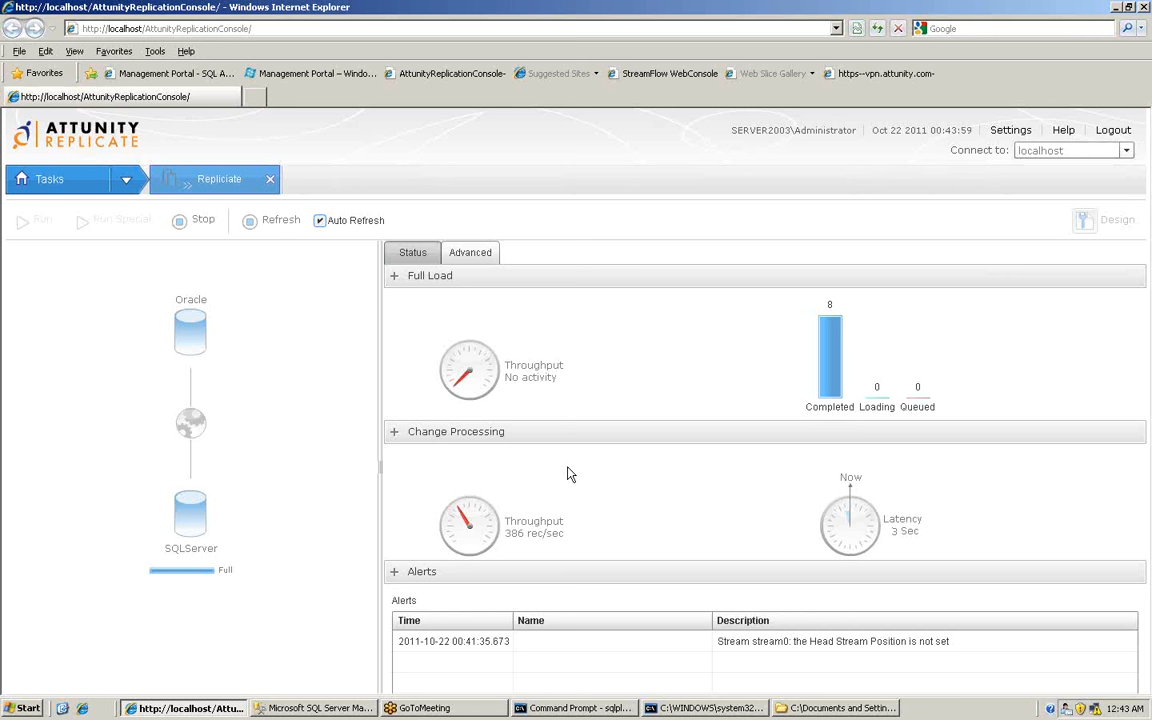 http://localhost/AttunityReplicationConsole/ - Windows Internet Explorer
http://localhost/AttunityReplicationConsole/
Google
File Edit View Favorites Tools Help
Favorites Management Portal - SQL A... Management Portal – Windo... AttunityReplicationConsole- Suggested Sites StreamFlow WebConsole Web Slice Gallery https--vpn.attunity.com-
http://localhost/AttunityReplicationConsole/
ATTUNITY
REPLICATE
SERVER2003\Administrator Oct 22 2011 00:43:59 Settings Help Logout
Connect to: localhost
Tasks Repliciate
Run Run Special Stop Refresh Auto Refresh Design
Status Advanced
Full Load
Oracle
SQLServer
Full
8
Throughput
No activity
0 0
Completed Loading Queued
Change Processing
Now
Throughput
386 rec/sec
Latency
3 Sec
Alerts
Alerts
Time Name Description
2011-10-22 00:41:35.673 Stream stream0: the Head Stream Position is not set
Start http://localhost/Attu... Microsoft SQL Server Ma... GoToMeeting Command Prompt - sqlpl... C:\WINDOWS\system32... C:\Documents and Settin... 12:43 AM